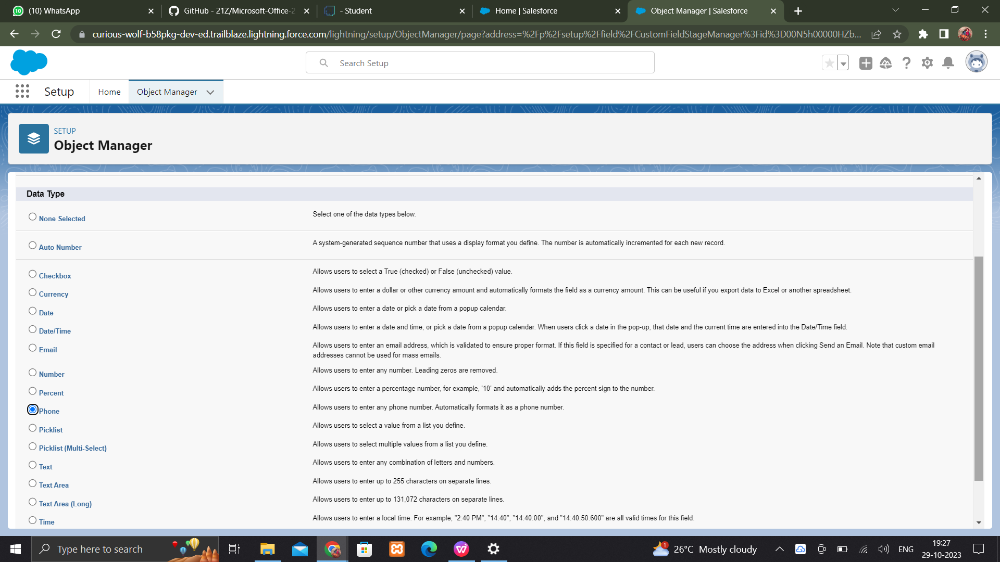 (10) WhatsApp
GitHub - 21Z/Microsoft-Office-2
- Student
Home | Salesforce
Object Manager | Salesforce
curious-wolf-b58pkg-dev-ed.trailblaze.lightning.force.com/lightning/setup/ObjectManager/page?address=%2Fp%2Fsetup%2Ffield%2FCustomFieldStageManager%3Fid%3D00N5h00000HZb...
Search Setup
Setup
Home
Object Manager
SETUP
Object Manager
Data Type
None Selected
Select one of the data types below.
Auto Number
A system-generated sequence number that uses a display format you define. The number is automatically incremented for each new record.
Checkbox
Allows users to select a True (checked) or False (unchecked) value.
Currency
Allows users to enter a dollar or other currency amount and automatically formats the field as a currency amount. This can be useful if you export data to Excel or another spreadsheet.
Date
Allows users to enter a date or pick a date from a popup calendar.
Date/Time
Allows users to enter a date and time, or pick a date from a popup calendar. When users click a date in the pop-up, that date and the current time are entered into the Date/Time field.
Email
Allows users to enter an email address, which is validated to ensure proper format. If this field is specified for a contact or lead, users can choose the address when clicking Send an Email. Note that custom email
addresses cannot be used for mass emails.
Number
Allows users to enter any number. Leading zeros are removed.
Percent
Allows users to enter a percentage number, for example, '10' and automatically adds the percent sign to the number.
Phone
Allows users to enter any phone number. Automatically formats it as a phone number.
Picklist
Allows users to select a value from a list you define.
Picklist (Multi-Select)
Allows users to select multiple values from a list you define.
Text
Allows users to enter any combination of letters and numbers.
Text Area
Allows users to enter up to 255 characters on separate lines.
Text Area (Long)
Allows users to enter up to 131,072 characters on separate lines.
Time
Allows users to enter a local time. For example, "2:40 PM", "14:40", "14:40:00", and "14:40:50.600" are all valid times for this field.
Type here to search
1
26°C Mostly cloudy
ENG
19:27
29-10-2023